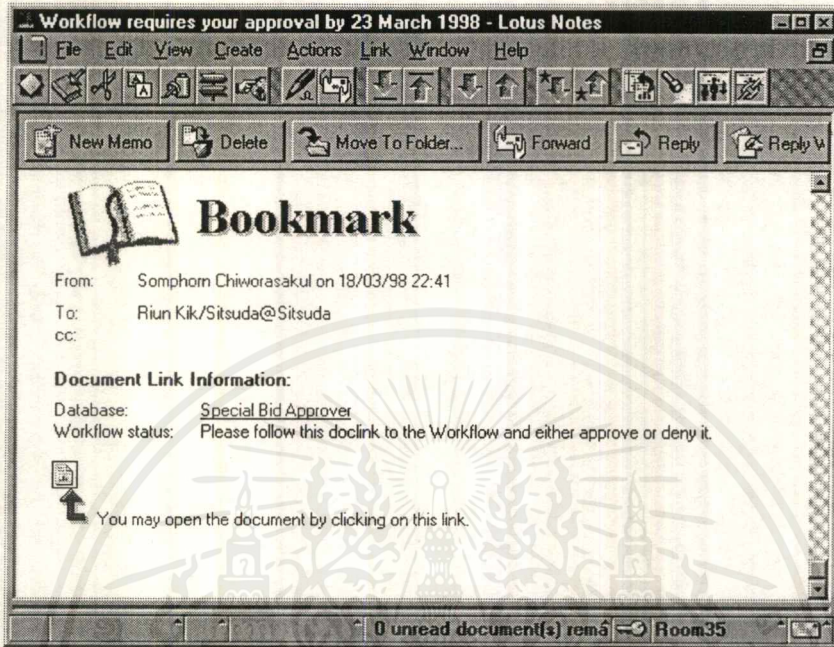 Workflow requires your approval by 23 March 1998 - Lotus Notes
File Edit View Create Actions Link Window Help
New Memo Delete Move To Folder... Forward Reply Reply W
Bookmark
From: Somphorn Chiworasakul on 18/03/98 22:41
To: Riun Kik/Sitsuda@Sitsuda
cc:
Document Link Information:
Database: Special Bid Approver
Workflow status: Please follow this doclink to the Workflow and either approve or deny it.
You may open the document by clicking on this link.
0 unread document(s) remâ Room35